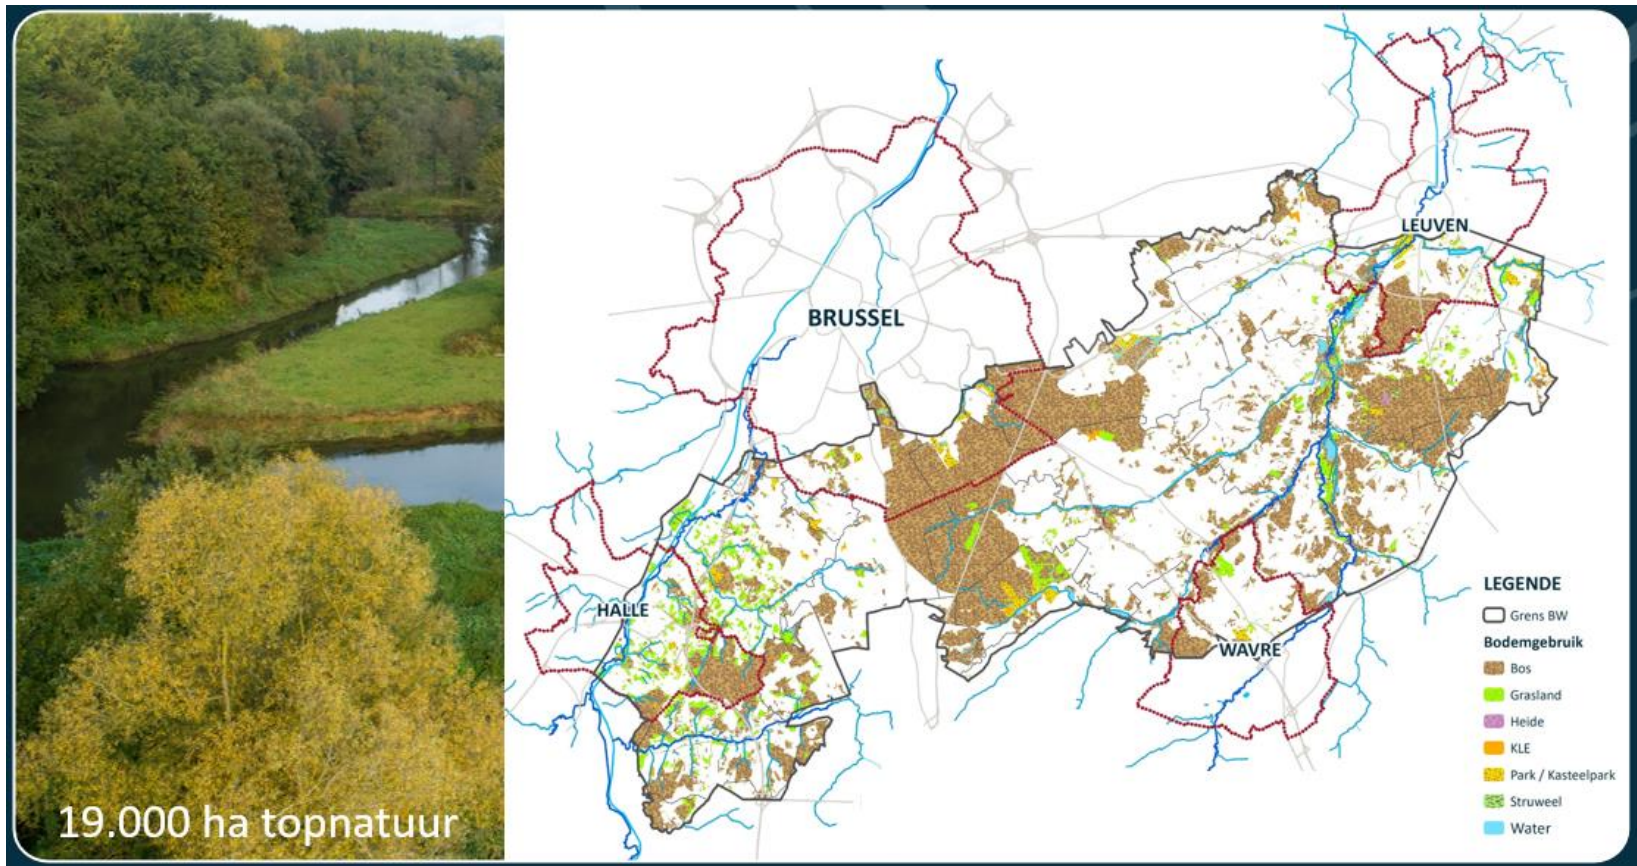 19.000 ha topnatuur
LEUVEN
BRUSSEL
HALLE
WAVRE
LEGENDE
Grens BW
Bodemgebruik
Bos
Grasland
Heide
KLE
Park / Kasteelpark
Struweel
Water